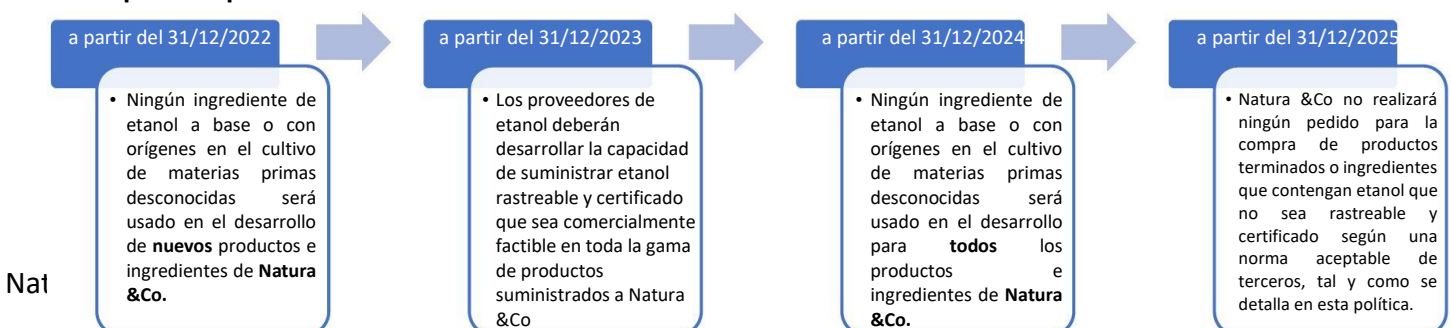 a partir del 31/12/2022
• Ningún ingrediente de
etanol a base o con
orígenes en el cultivo
de materias primas
desconocidas será
usado en el desarrollo
de nuevos productos e
ingredientes de Natura
&Co.
a partir del 31/12/2023
• Los proveedores de
etanol deberán
desarrollar la capacidad
de suministrar etanol
rastreable y certificado
que sea comercialmente
factible en toda la gama
de productos
suministrados a Natura
&Co
a partir del 31/12/2024
• Ningún ingrediente de
etanol a base o con
orígenes en el cultivo
de materias primas
desconocidas será
usado en el desarrollo
para todos los
productos e
ingredientes de Natura
&Co.
a partir del 31/12/2025
• Natura &Co no realizará
ningún pedido para la
compra de productos
terminados o ingredientes
que contengan etanol que
no sea rastreable y
certificado según una
norma aceptable de
terceros, tal y como se
detalla en esta política.
Nat